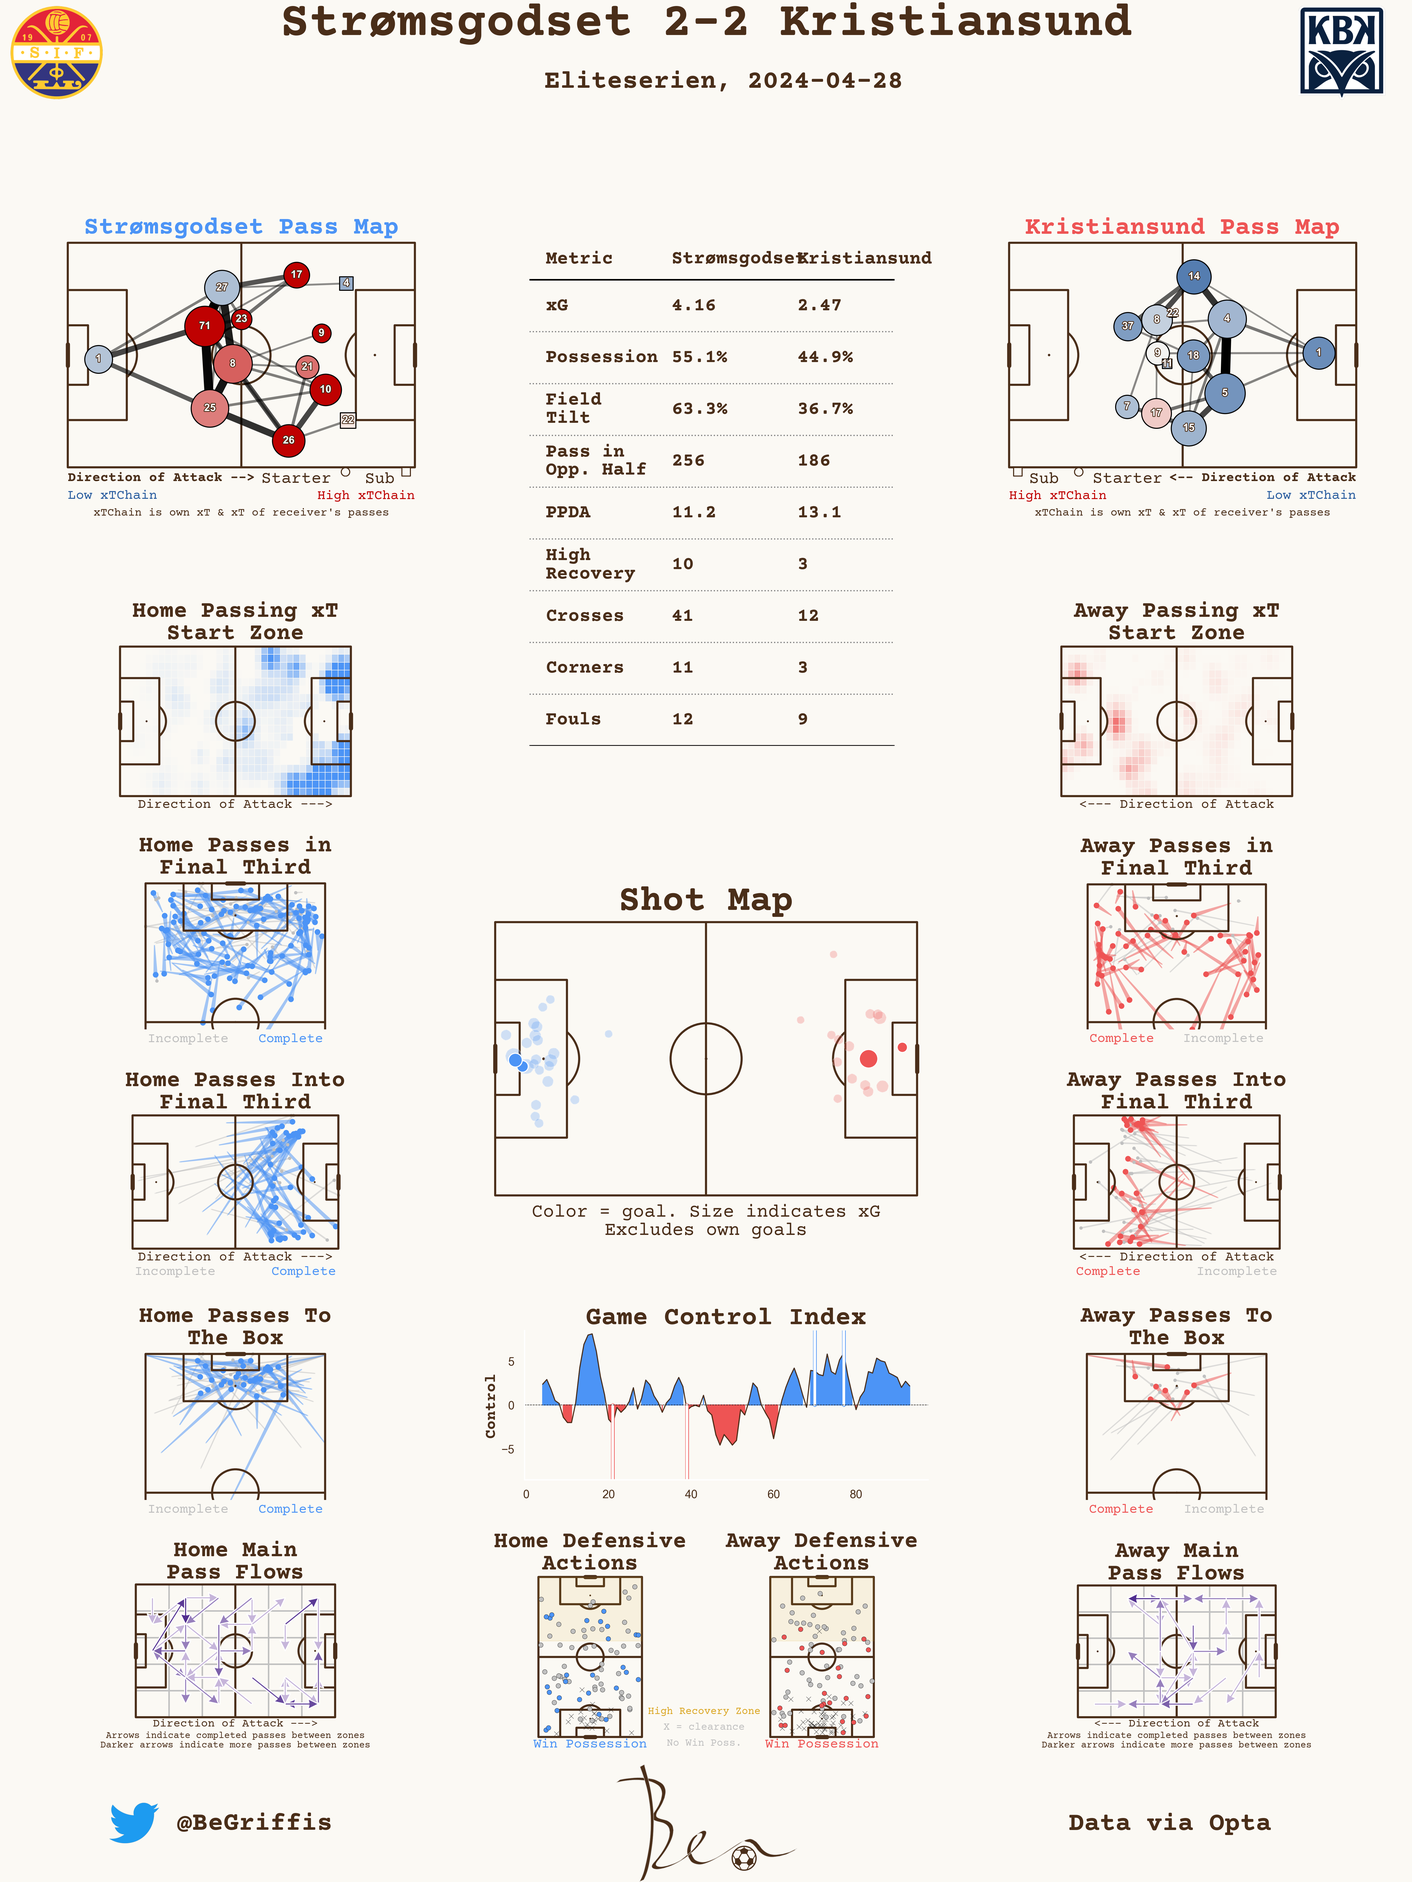 Strømsgodset 2-2 Kristiansund
Eliteserien, 2024-04-28
19 07
S.I.F
KBK
Strømsgodset Pass Map
27
17
4
71
23
9
1
8
21
10
25
22
26
Direction of Attack --> Starter Sub
Low xTChain High xTChain
xTChain is own xT & xT of receiver's passes
Metric Strømsgodset Kristiansund
xG 4.16 2.47
Possession 55.1% 44.9%
Field
Tilt 63.3% 36.7%
Pass in
Opp. Half 256 186
PPDA 11.2 13.1
High
Recovery 10 3
Crosses 41 12
Corners 11 3
Fouls 12 9
Kristiansund Pass Map
14
22
37
8
4
9
11
18
1
5
7
17
15
Sub Starter <-- Direction of Attack
High xTChain Low xTChain
xTChain is own xT & xT of receiver's passes
Home Passing xT
Start Zone
Direction of Attack --->
Away Passing xT
Start Zone
<--- Direction of Attack
Home Passes in
Final Third
Incomplete Complete
Away Passes in
Final Third
Complete Incomplete
Shot Map
Color = goal. Size indicates xG
Excludes own goals
Home Passes Into
Final Third
Direction of Attack --->
Incomplete Complete
Away Passes Into
Final Third
<--- Direction of Attack
Complete Incomplete
Home Passes To
The Box
Incomplete Complete
Game Control Index
Control
5
0
−5
0 20 40 60 80
Away Passes To
The Box
Complete Incomplete
Home Main
Pass Flows
Direction of Attack --->
Arrows indicate completed passes between zones
Darker arrows indicate more passes between zones
Home Defensive
Actions
Win Possession
High Recovery Zone
X = clearance
No Win Poss.
Away Defensive
Actions
Win Possession
Away Main
Pass Flows
<--- Direction of Attack
Arrows indicate completed passes between zones
Darker arrows indicate more passes between zones
@BeGriffis
Ben
Data via Opta